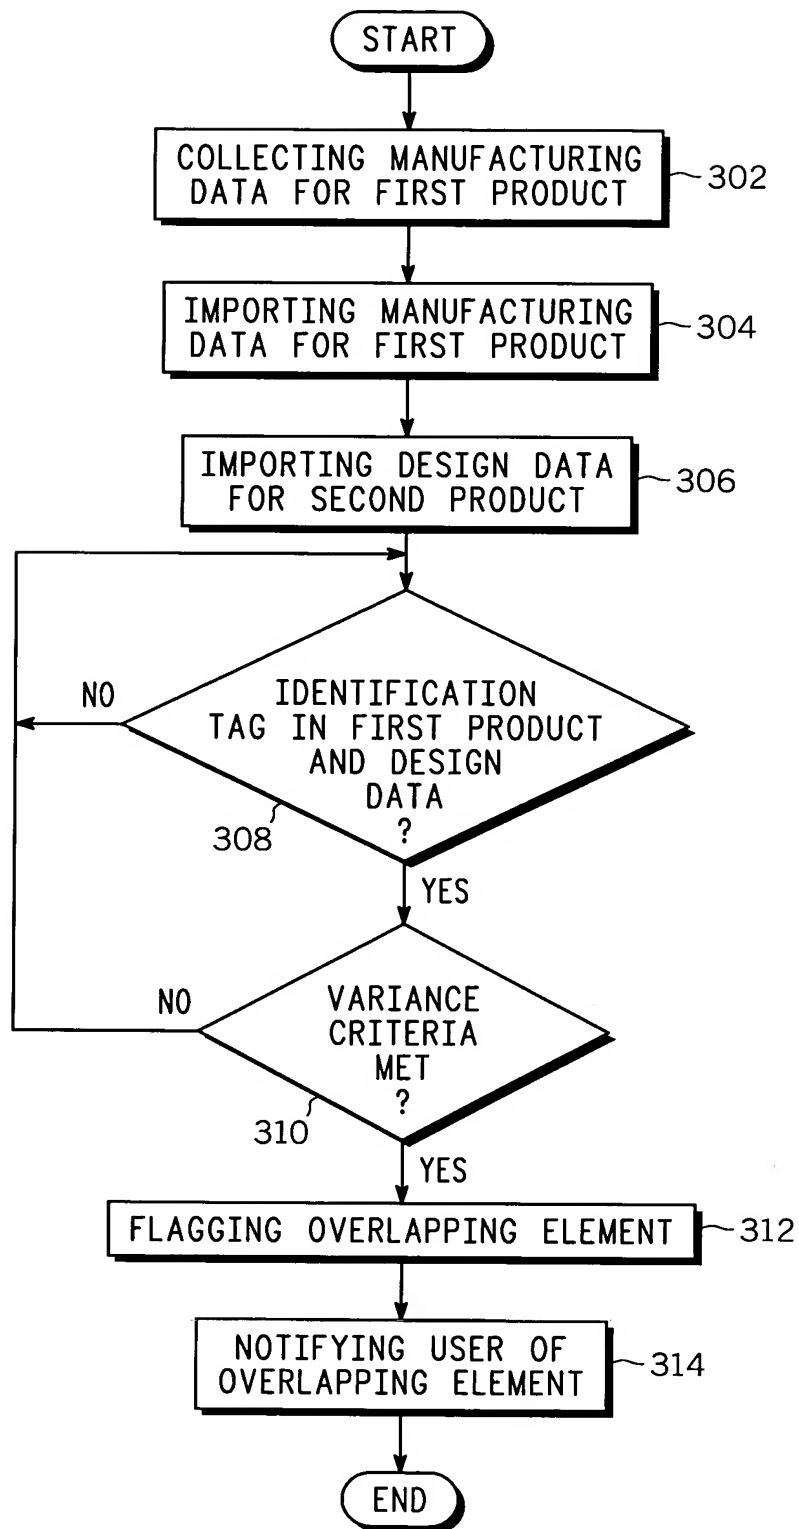 START
COLLECTING MANUFACTURING
DATA FOR FIRST PRODUCT
302
IMPORTING MANUFACTURING
DATA FOR FIRST PRODUCT
304
IMPORTING DESIGN DATA
FOR SECOND PRODUCT
306
NO
IDENTIFICATION
TAG IN FIRST PRODUCT
AND DESIGN
DATA
?
308
YES
NO
VARIANCE
CRITERIA
MET
?
310
YES
FLAGGING OVERLAPPING ELEMENT
312
NOTIFYING USER OF
OVERLAPPING ELEMENT
314
END